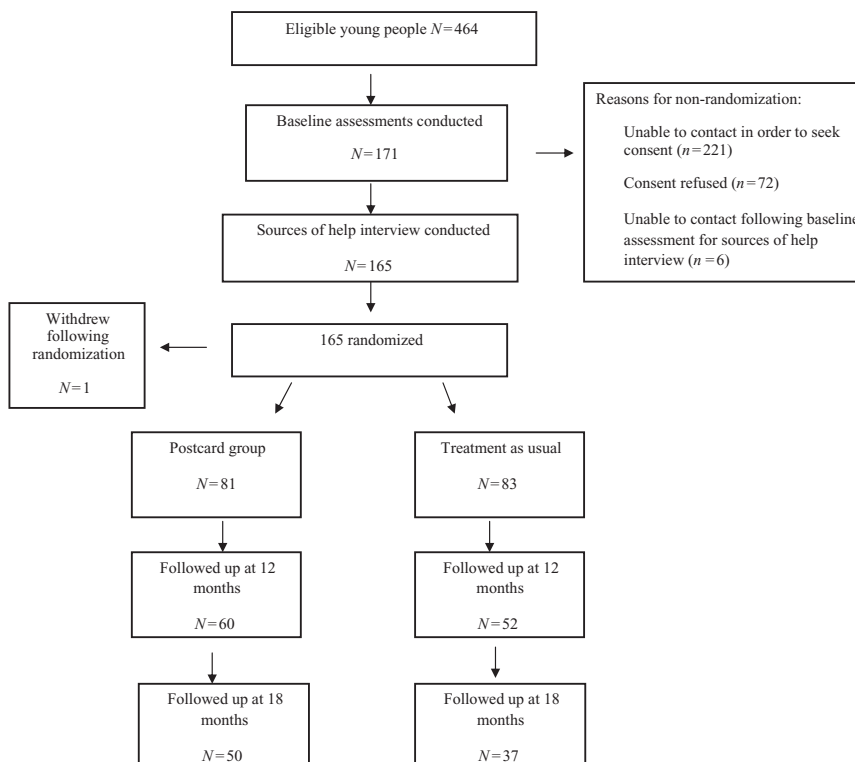 Eligible young people N=464
Baseline assessments conducted
N=171
Reasons for non-randomization:
Unable to contact in order to seek
consent (n=221)
Consent refused (n=72)
Unable to contact following baseline
assessment for sources of help
interview (n=6)
Sources of help interview conducted
N=165
165 randomized
Withdrew
following
randomization
N=1
Postcard group
N=81
Treatment as usual
N=83
Followed up at 12
months
N=60
Followed up at 12
months
N=52
Followed up at 18
months
N=50
Followed up at 18
months
N=37